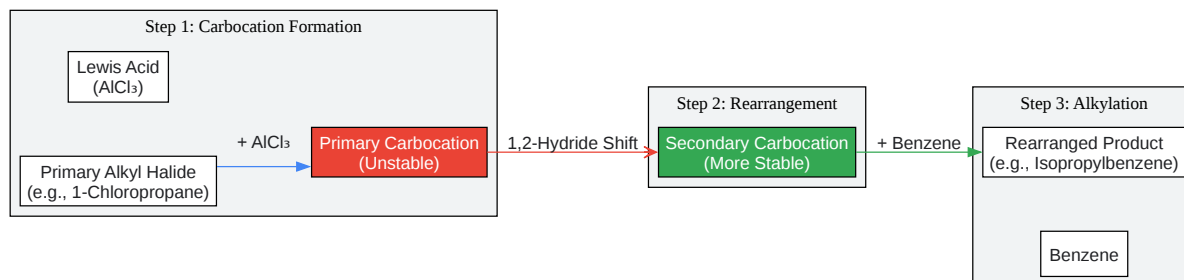 Step 1: Carbocation Formation
Lewis Acid
(AlCl₃)
Primary Alkyl Halide
(e.g., 1-Chloropropane)
+ AlCl₃
Primary Carbocation
(Unstable)
1,2-Hydride Shift
Step 2: Rearrangement
Secondary Carbocation
(More Stable)
+ Benzene
Step 3: Alkylation
Rearranged Product
(e.g., Isopropylbenzene)
Benzene